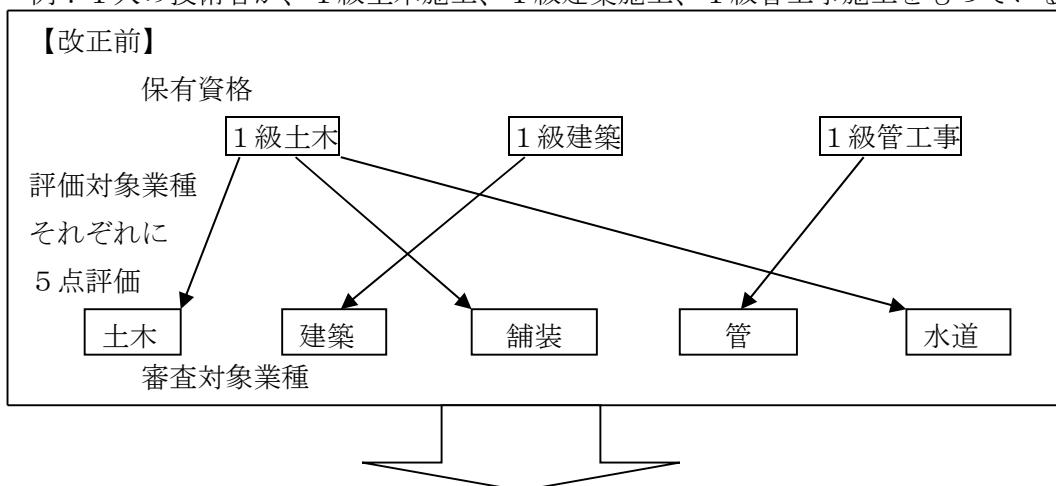 例：１人の技術者が、１級土木施工、１級建築施工、１級管工事施工をもっている
【改正前】
保有資格
１級土木 １級建築 １級管工事
評価対象業種
それぞれに
５点評価
土木 建築 舗装 管 水道
審査対象業種